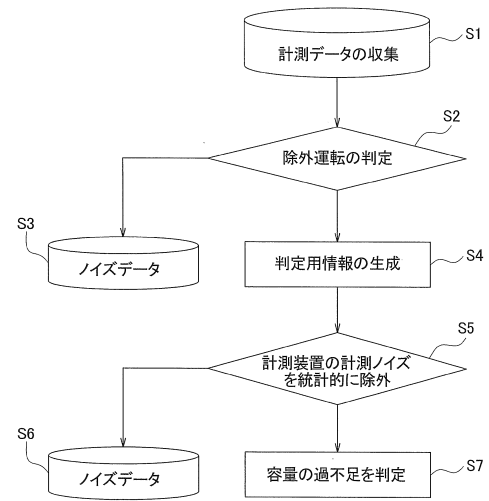 S1
計測データの収集
S2
除外運転の判定
S3
ノイズデータ
S4
判定用情報の生成
S5
計測装置の計測ノイズ
を統計的に除外
S6
ノイズデータ
S7
容量の過不足を判定